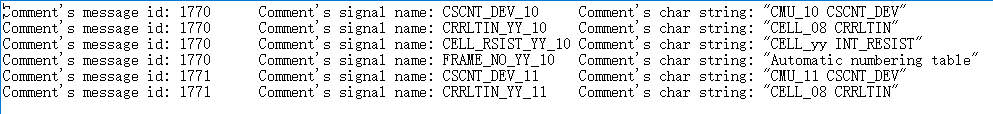 Comment's message id: 1770 Comment's signal name: CSCNT_DEV_10 Comment's char string: "CMU_10 CSCNT_DEV"
Comment's message id: 1770 Comment's signal name: CRRLTIN_YY_10 Comment's char string: "CELL_08 CRRLTIN"
Comment's message id: 1770 Comment's signal name: CELL_RSIST_YY_10 Comment's char string: "CELL_yy INT_RESIST"
Comment's message id: 1770 Comment's signal name: FRAME_NO_YY_10 Comment's char string: "Automatic numbering table"
Comment's message id: 1771 Comment's signal name: CSCNT_DEV_11 Comment's char string: "CMU_11 CSCNT_DEV"
Comment's message id: 1771 Comment's signal name: CRRLTIN_YY_11 Comment's char string: "CELL_08 CRRLTIN"